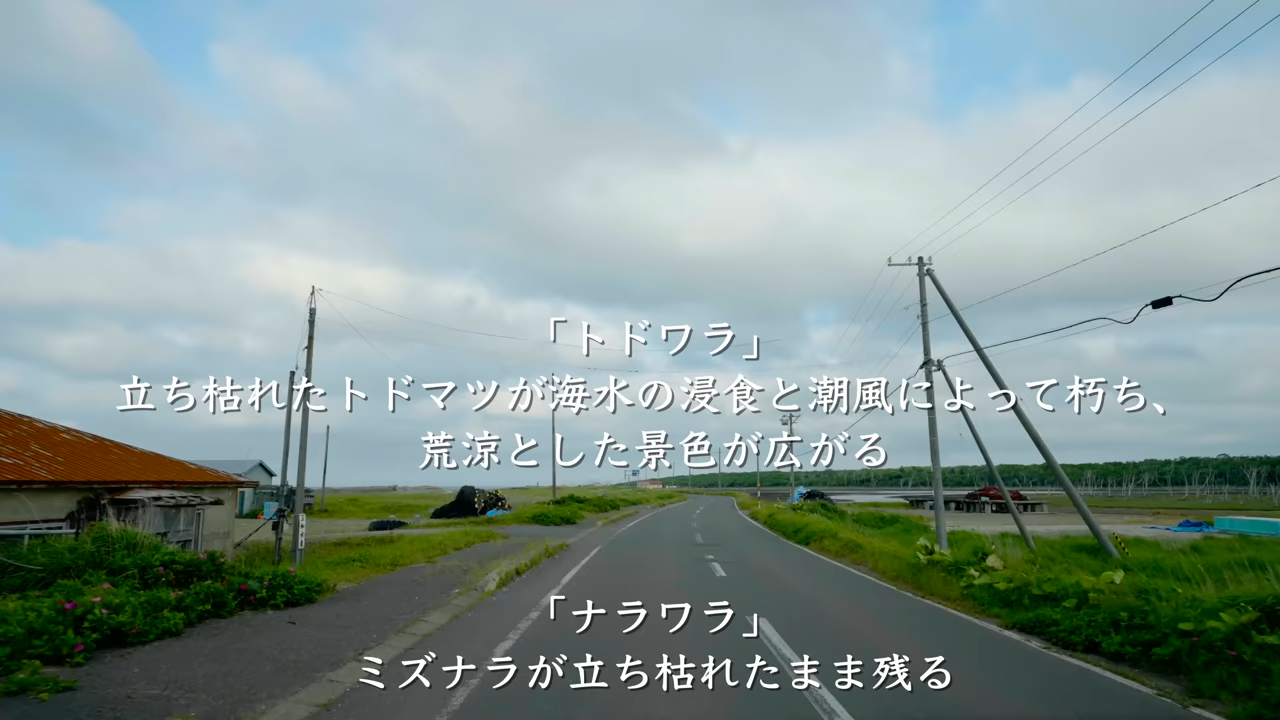 「トドワラ」
立ち枯れたトドマツが海水の浸食と潮風によって朽ち、
荒涼とした景色が広がる
「ナラワラ」
ミズナラが立ち枯れたまま残る